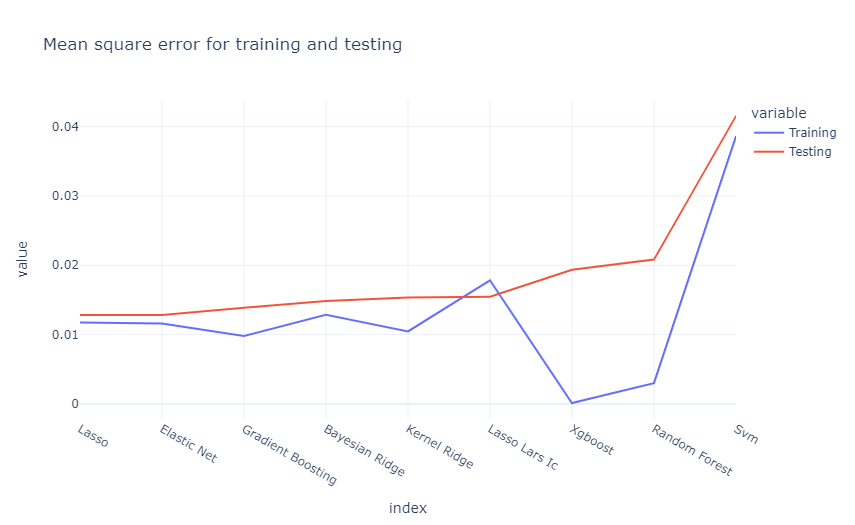 Mean square error for training and testing
variable
Training
Testing
value
0.04
0.03
0.02
0.01
0
Lasso
Elastic Net
Gradient Boosting
Bayesian Ridge
Kernel Ridge
Lasso Lars Ic
Xgboost
Random Forest
Svm
index